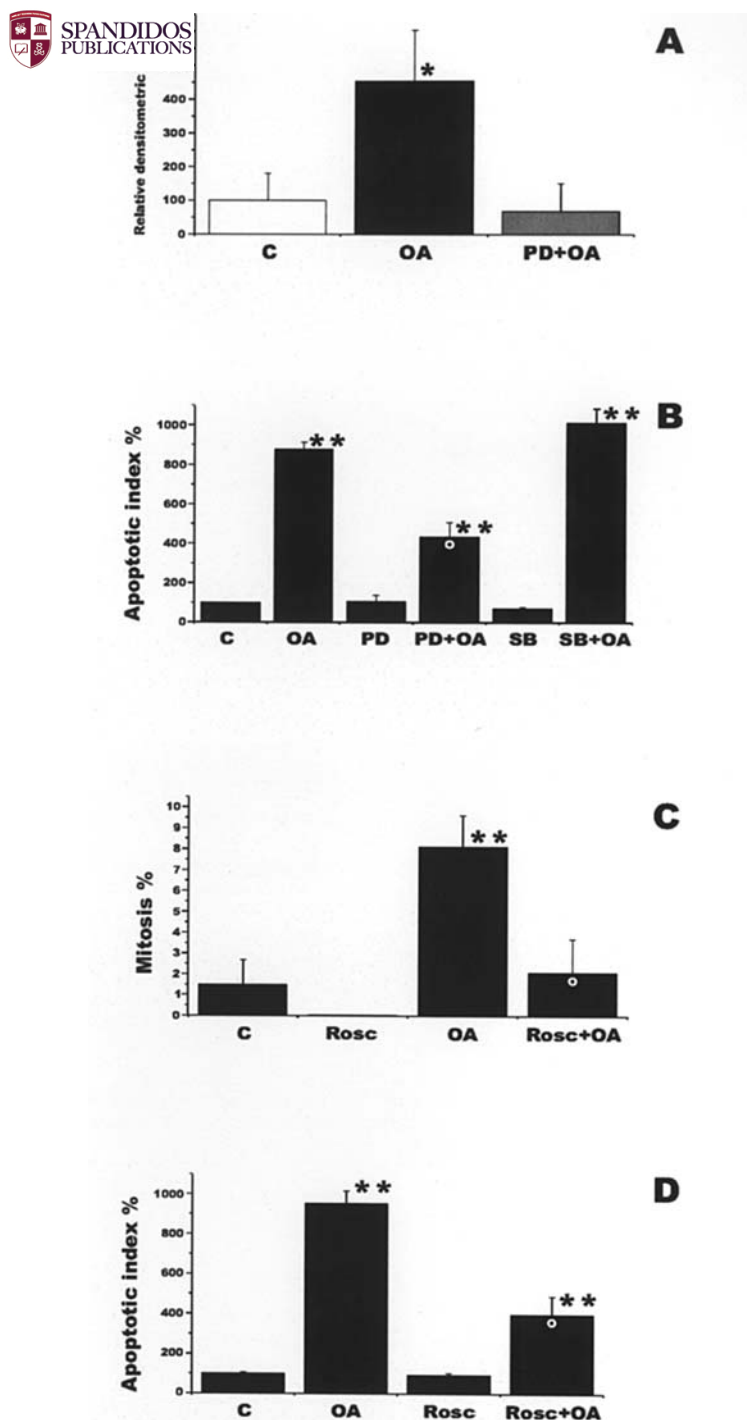 SPANDIDOS
PUBLICATIONS
A
Relative densitometric
400
300
200
100
0
*
C OA PD+OA
B
Apoptotic index %
1000
800
600
400
200
0
** ** **
C OA PD PD+OA SB SB+OA
C
Mitosis %
10
9
8
7
6
5
4
3
2
1
0
**
C Rosc OA Rosc+OA
D
Apoptotic index %
1000
800
600
400
200
0
** **
C OA Rosc Rosc+OA